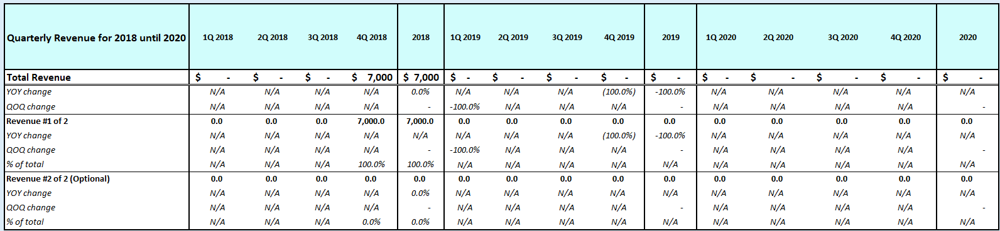 Quarterly Revenue for 2018 until 2020 1Q 2018 2Q 2018 3Q 2018 4Q 2018 2018 1Q 2019 2Q 2019 3Q 2019 4Q 2019 2019 1Q 2020 2Q 2020 3Q 2020 4Q 2020 2020
Total Revenue $ - $ - $ - $ 7,000 $ 7,000 $ - $ - $ - $ - $ - $ - $ - $ - $ - $ -
YOY change N/A N/A N/A N/A 0.0% N/A N/A N/A (100.0%) -100.0% N/A N/A N/A N/A N/A
QOQ change N/A N/A N/A N/A - -100.0% N/A N/A N/A - N/A N/A N/A N/A -
Revenue #1 of 2 0.0 0.0 0.0 7,000.0 7,000.0 0.0 0.0 0.0 0.0 0.0 0.0 0.0 0.0 0.0 0.0
YOY change N/A N/A N/A N/A N/A N/A N/A N/A (100.0%) -100.0% N/A N/A N/A N/A N/A
QOQ change N/A N/A N/A N/A - -100.0% N/A N/A N/A - N/A N/A N/A N/A -
% of total N/A N/A N/A 100.0% 100.0% N/A N/A N/A N/A N/A N/A N/A N/A N/A N/A
Revenue #2 of 2 (Optional) 0.0 0.0 0.0 0.0 0.0 0.0 0.0 0.0 0.0 0.0 0.0 0.0 0.0 0.0 0.0
YOY change N/A N/A N/A N/A 0.0% N/A N/A N/A N/A N/A N/A N/A N/A N/A N/A
QOQ change N/A N/A N/A N/A - N/A N/A N/A N/A - N/A N/A N/A N/A -
% of total N/A N/A N/A 0.0% 0.0% N/A N/A N/A N/A N/A N/A N/A N/A N/A N/A